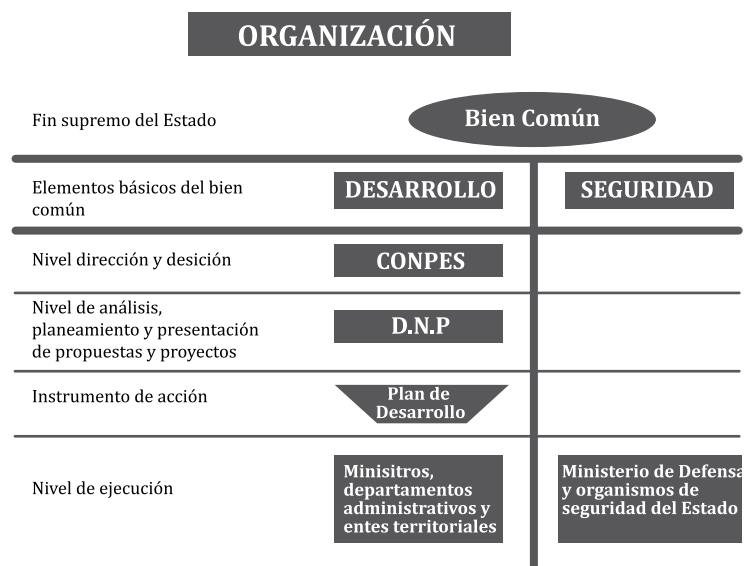 ORGANIZACIÓN
Fin supremo del Estado
Bien Común
Elementos básicos del bien
común
DESARROLLO
SEGURIDAD
Nivel dirección y desición
CONPES
Nivel de análisis,
planeamiento y presentación
de propuestas y proyectos
D.N.P
Instrumento de acción
Plan de
Desarrollo
Nivel de ejecución
Minisitros,
departamentos
administrativos y
entes territoriales
Ministerio de Defensa
y organismos de
seguridad del Estado